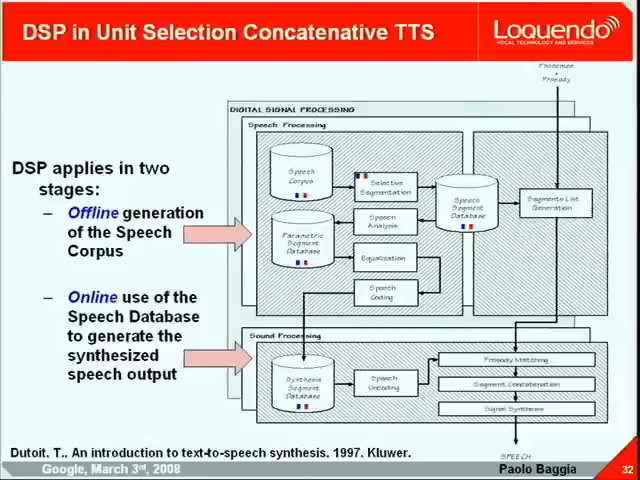 DSP in Unit Selection Concatenative TTS
Loquendo
VOCAL TECHNOLOGY AND SERVICES
Phonemes
+
Prosody
DIGITAL SIGNAL PROCESSING
Speech Processing
DSP applies in two
stages:
– Offline generation
of the Speech
Corpus
– Online use of the
Speech Database
to generate the
synthesized
speech output
Speech
Corpus
Selective
Segmentation
Speech
Segment
Database
Segments List
Generation
Parametric
Segment
Database
Speech
Analysis
Equalization
Speech
Coding
Sound Processing
Synthesis
Segment
Database
Speech
Uncoding
Prosody Matching
Segment Concatenation
Signal Synthesis
SPEECH
Dutoit. T.. An introduction to text-to-speech synthesis. 1997. Kluwer.
Google, March 3rd, 2008
Paolo Baggia
32